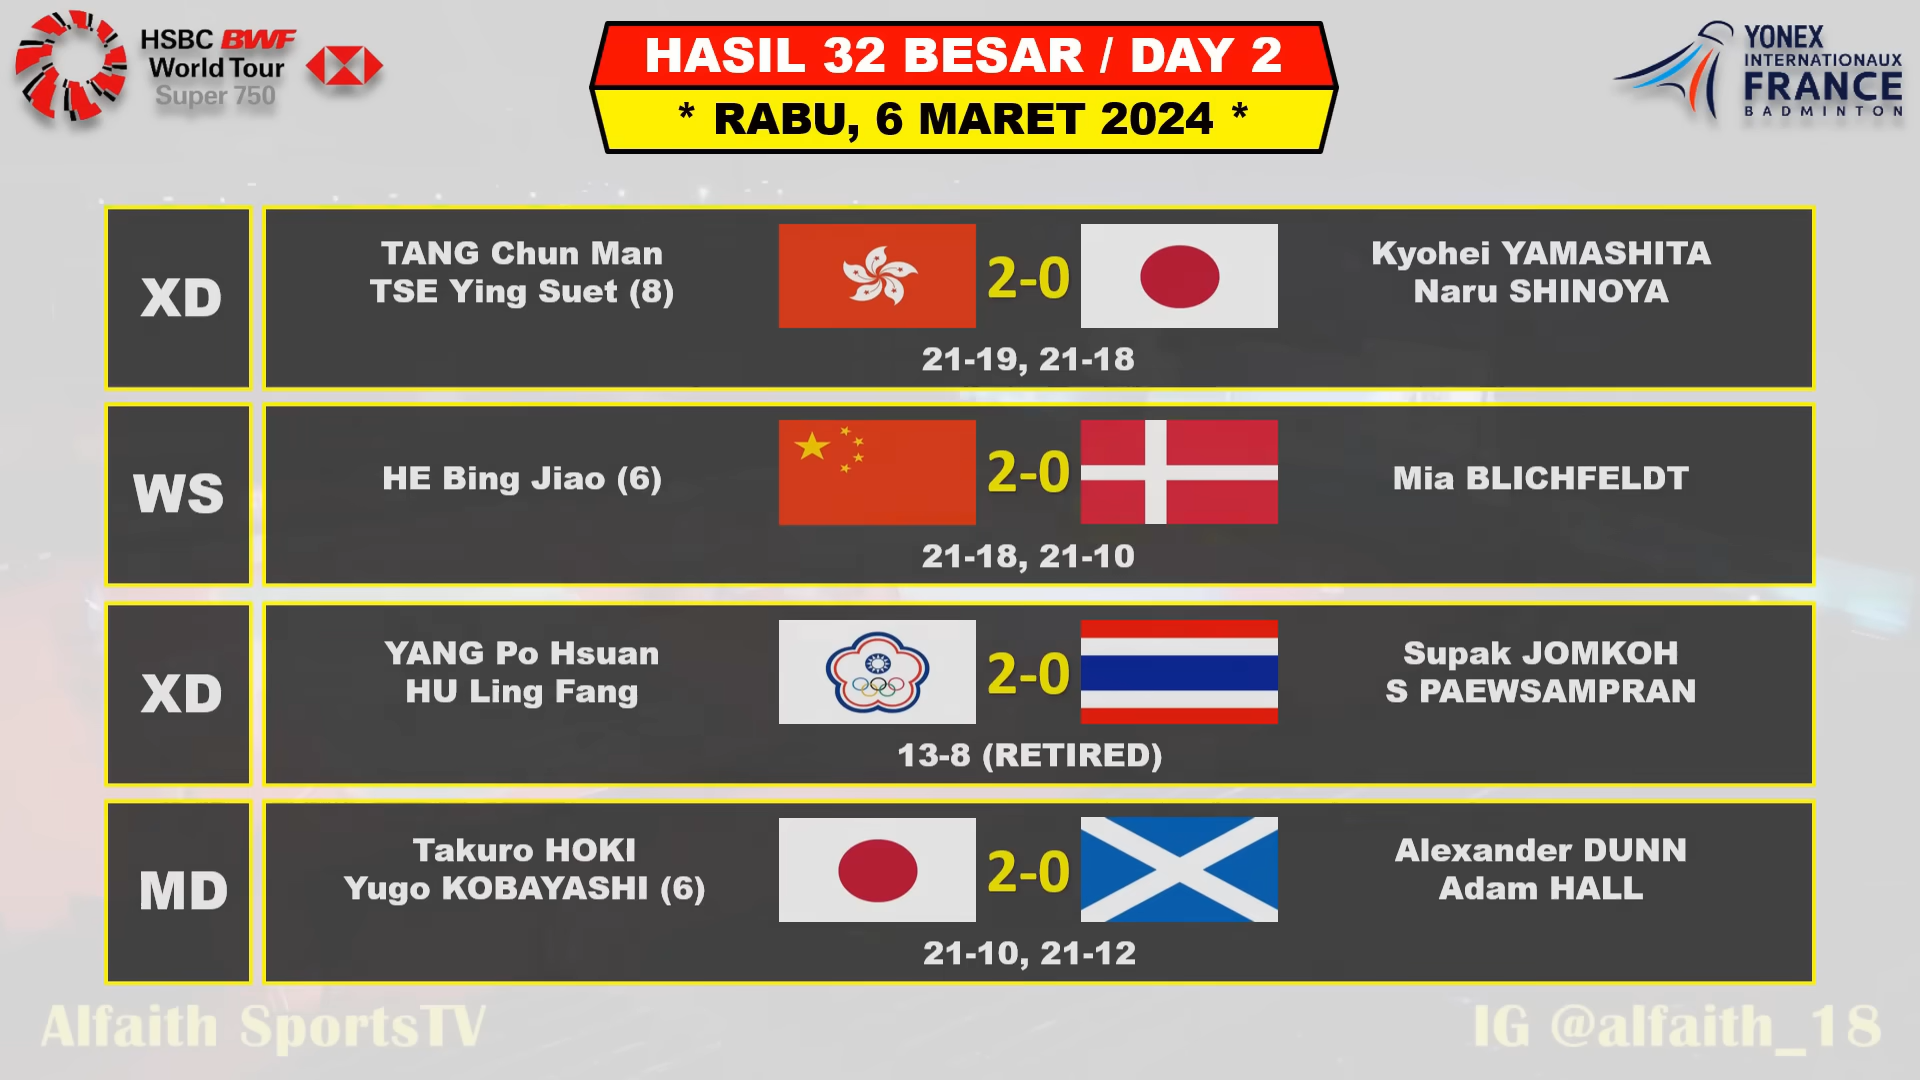 HSBC BWF
World Tour
Super 750
HASIL 32 BESAR / DAY 2
* RABU, 6 MARET 2024 *
YONEX
INTERNATIONAUX
FRANCE
BADMINTON
XD
TANG Chun Man
TSE Ying Suet (8)
2-0
Kyohei YAMASHITA
Naru SHINOYA
21-19, 21-18
WS
HE Bing Jiao (6)
2-0
Mia BLICHFELDT
21-18, 21-10
XD
YANG Po Hsuan
HU Ling Fang
2-0
Supak JOMKOH
S PAEWSAMPRAN
13-8 (RETIRED)
MD
Takuro HOKI
Yugo KOBAYASHI (6)
2-0
Alexander DUNN
Adam HALL
21-10, 21-12
Alfaith SportsTV
IG @alfaith_18